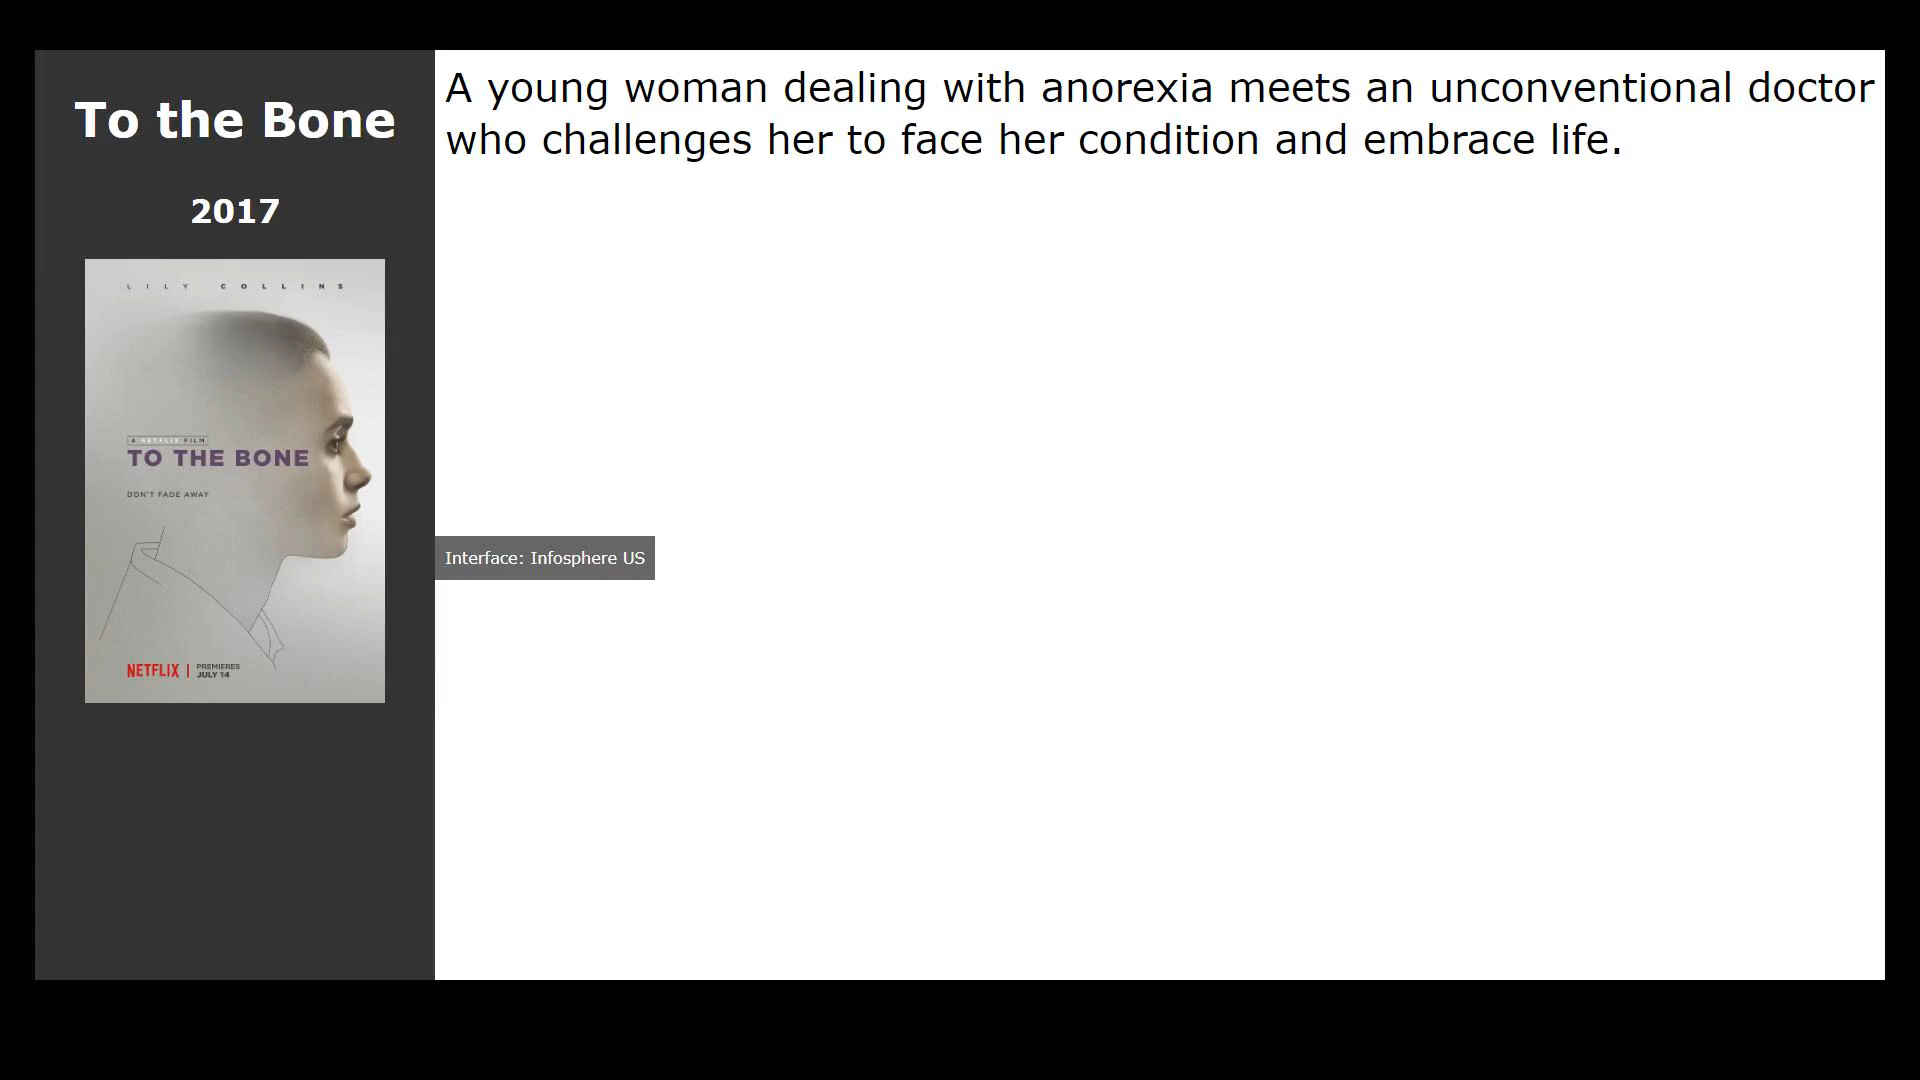 To the Bone
2017
LILY COLLINS
A NETFLIX FILM
TO THE BONE
DON'T FADE AWAY
NETFLIX | PREMIERES
JULY 14
A young woman dealing with anorexia meets an unconventional doctor
who challenges her to face her condition and embrace life.
Interface: Infosphere US